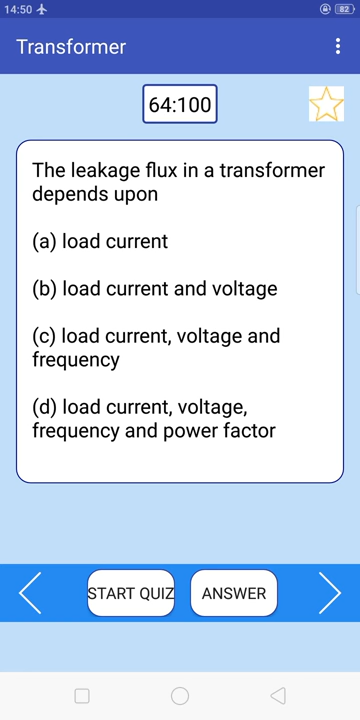 14:50
82
Transformer
64:100
The leakage flux in a transformer
depends upon
(a) load current
(b) load current and voltage
(c) load current, voltage and
frequency
(d) load current, voltage,
frequency and power factor
START QUIZ
ANSWER